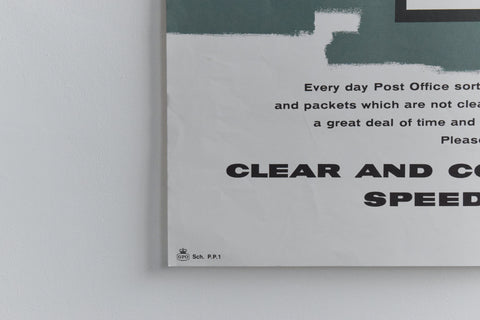 Every day Post Office sort
and packets which are not clea
a great deal of time and
Pleas
CLEAR AND CO
SPEED
GPO Sch. P.P.1